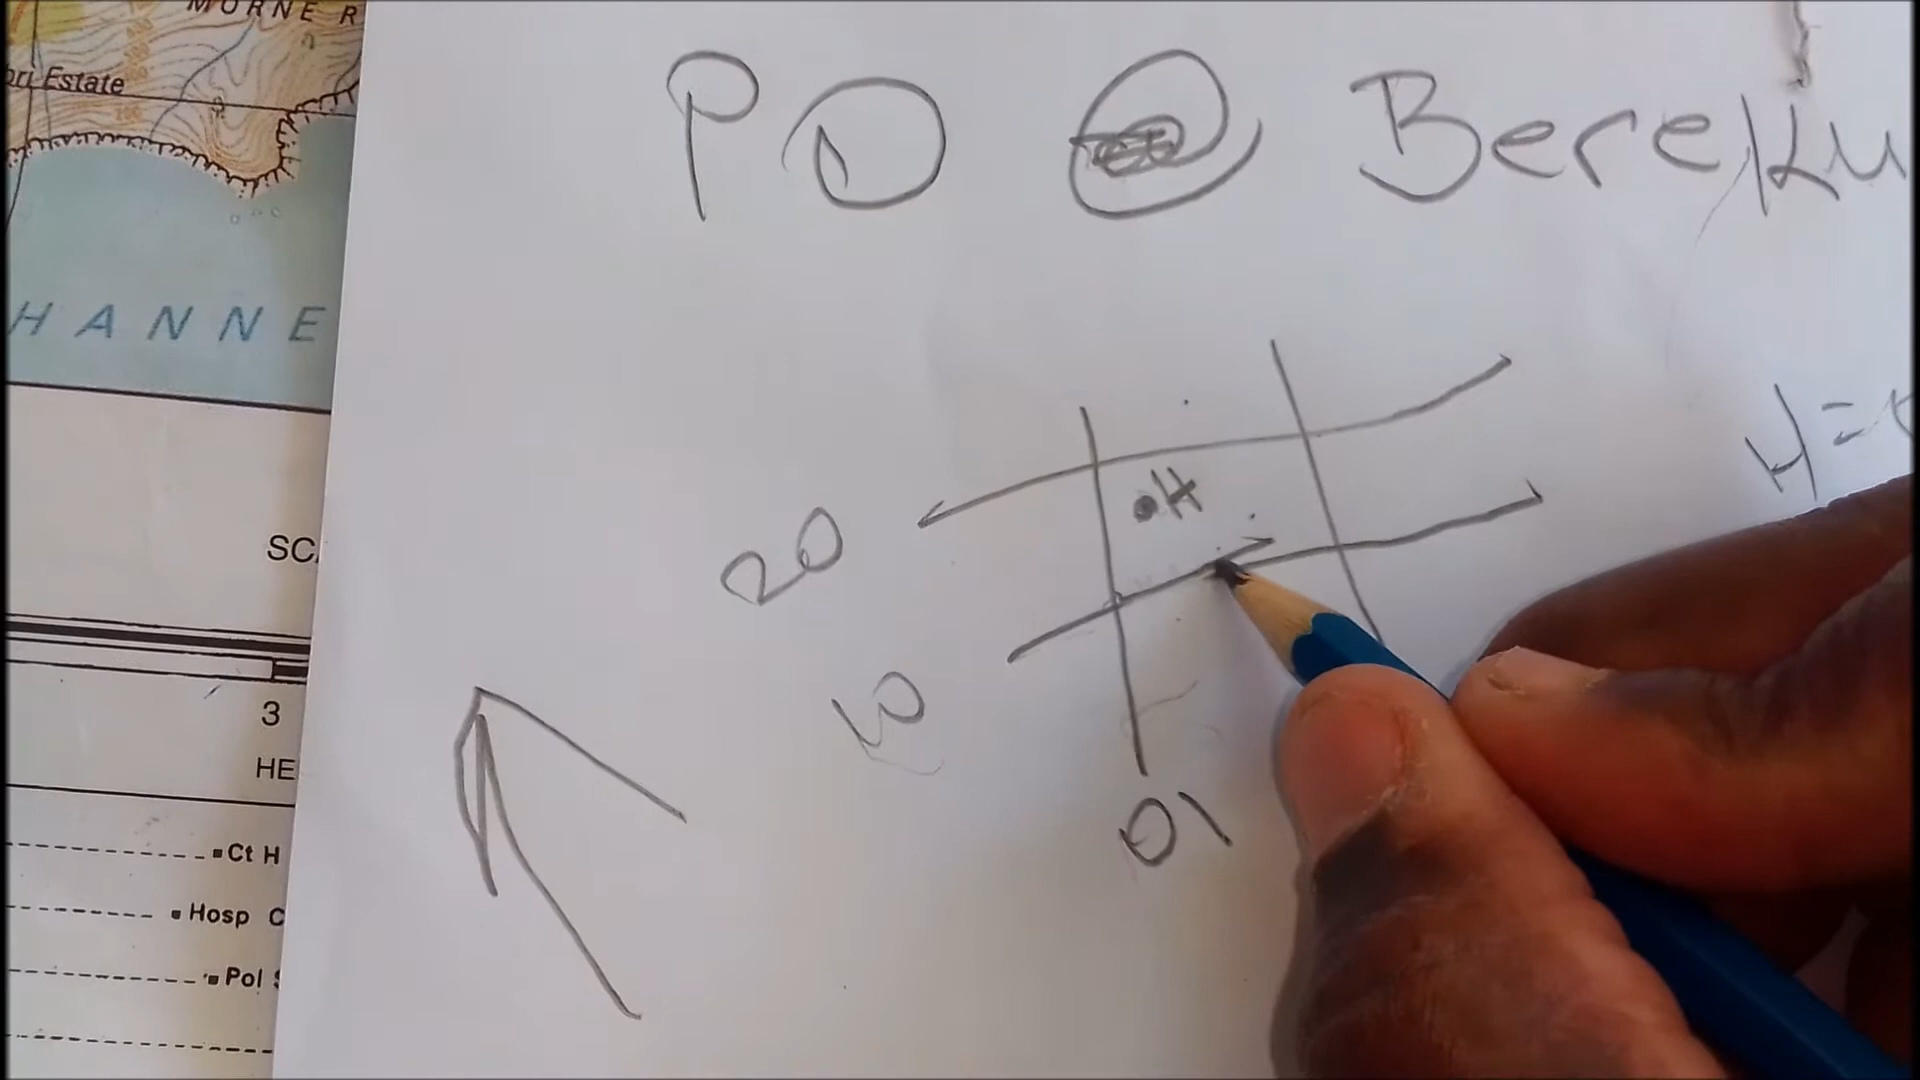 MORNE R
ori Estate
HANNE
SC
3
HE
Ct H
Hosp C
Pol S
PO @ Bereku
H =
H
20
10
01